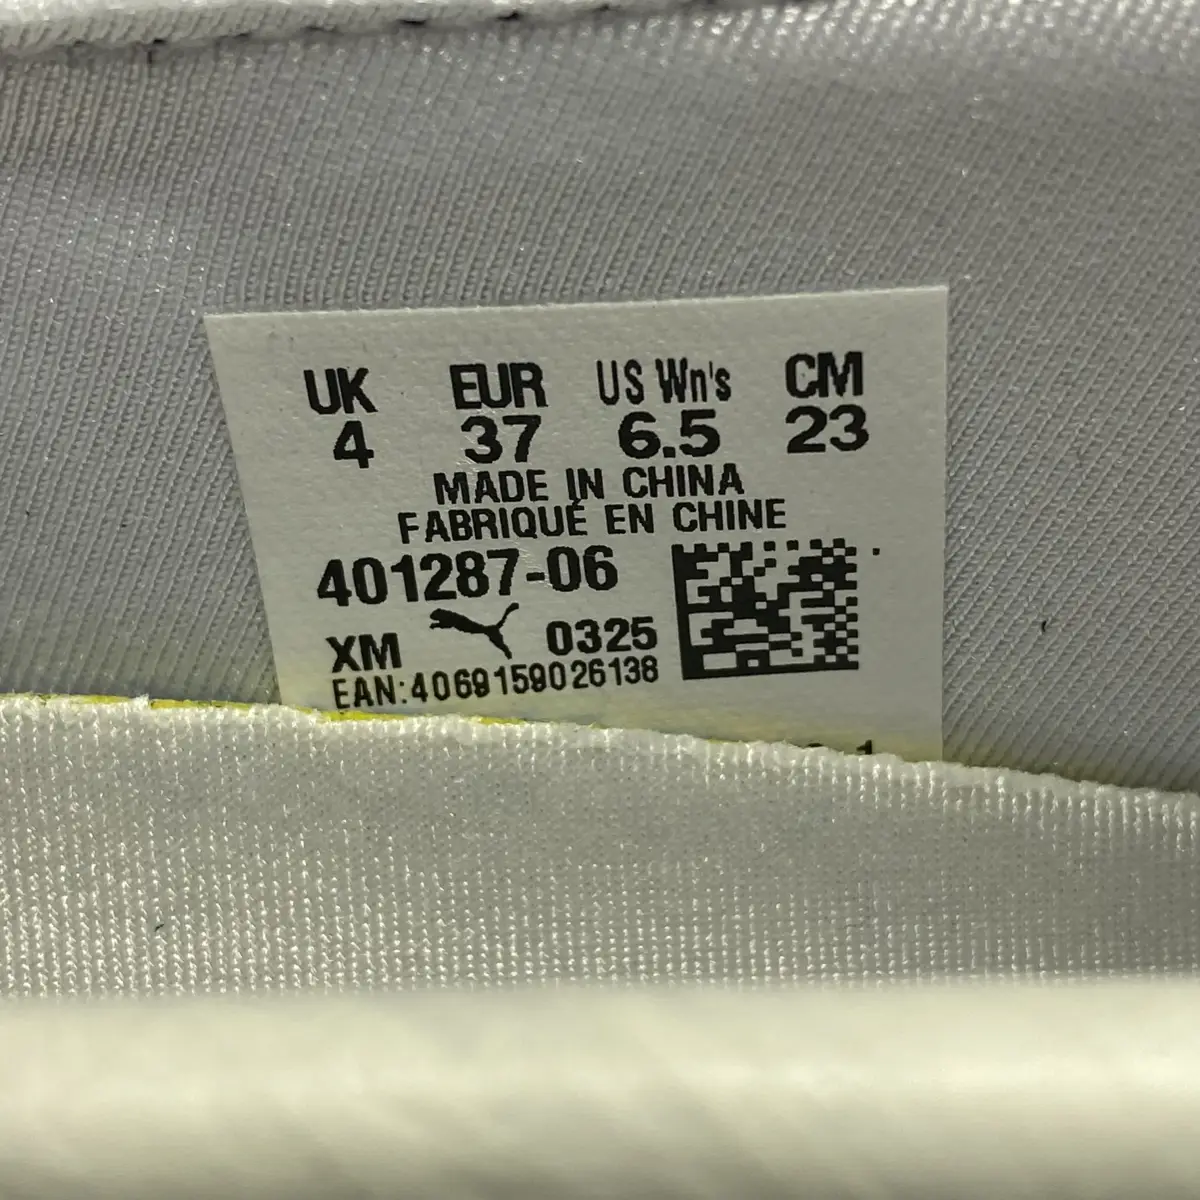 UK EUR US Wn's CM
4 37 6.5 23
MADE IN CHINA
FABRIQUÉ EN CHINE
401287-06
XM 0325
EAN:4069159026138